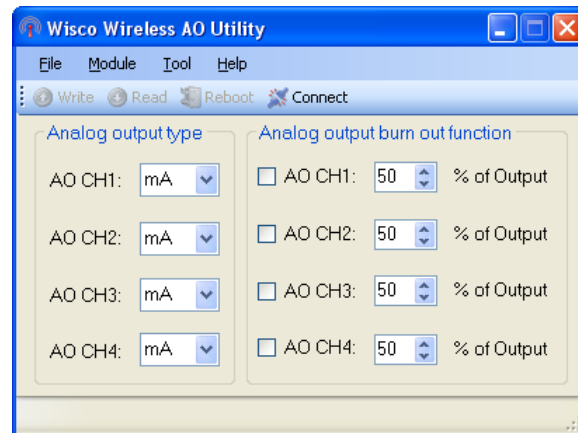 Wisco Wireless AO Utility
File Module Tool Help
Write Read Reboot Connect
Analog output type
AO CH1: mA
AO CH2: mA
AO CH3: mA
AO CH4: mA
Analog output burn out function
AO CH1: 50 % of Output
AO CH2: 50 % of Output
AO CH3: 50 % of Output
AO CH4: 50 % of Output